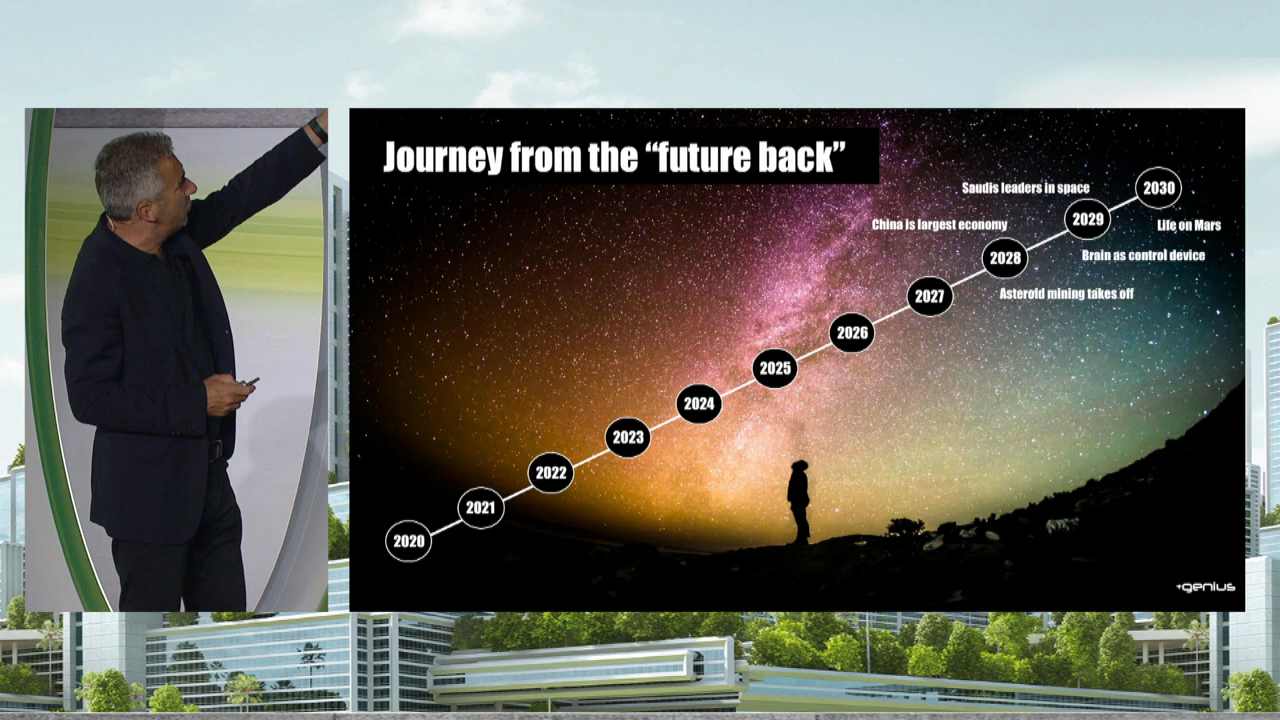 Journey from the “future back”
Saudis leaders in space
2030
China is largest economy
2029
Life on Mars
2028
Brain as control device
2027
Asteroid mining takes off
2026
2025
2024
2023
2022
2021
2020
+genius